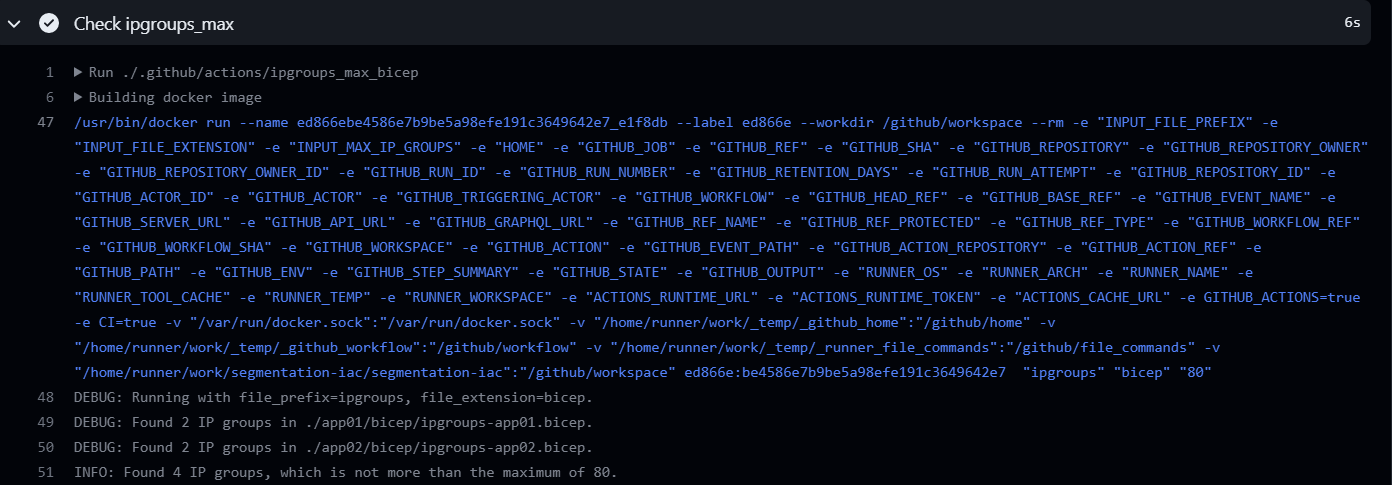 Check ipgroups_max
6s
1 Run ./.github/actions/ipgroups_max_bicep
6 Building docker image
47 /usr/bin/docker run --name ed866ebe4586e7b9be5a98efe191c3649642e7_e1f8db --label ed866e --workdir /github/workspace --rm -e "INPUT_FILE_PREFIX" -e
"INPUT_FILE_EXTENSION" -e "INPUT_MAX_IP_GROUPS" -e "HOME" -e "GITHUB_JOB" -e "GITHUB_REF" -e "GITHUB_SHA" -e "GITHUB_REPOSITORY" -e "GITHUB_REPOSITORY_OWNER"
-e "GITHUB_REPOSITORY_OWNER_ID" -e "GITHUB_RUN_ID" -e "GITHUB_RUN_NUMBER" -e "GITHUB_RETENTION_DAYS" -e "GITHUB_RUN_ATTEMPT" -e "GITHUB_REPOSITORY_ID" -e
"GITHUB_ACTOR_ID" -e "GITHUB_ACTOR" -e "GITHUB_TRIGGERING_ACTOR" -e "GITHUB_WORKFLOW" -e "GITHUB_HEAD_REF" -e "GITHUB_BASE_REF" -e "GITHUB_EVENT_NAME" -e
"GITHUB_SERVER_URL" -e "GITHUB_API_URL" -e "GITHUB_GRAPHQL_URL" -e "GITHUB_REF_NAME" -e "GITHUB_REF_PROTECTED" -e "GITHUB_REF_TYPE" -e "GITHUB_WORKFLOW_REF"
-e "GITHUB_WORKFLOW_SHA" -e "GITHUB_WORKSPACE" -e "GITHUB_ACTION" -e "GITHUB_EVENT_PATH" -e "GITHUB_ACTION_REPOSITORY" -e "GITHUB_ACTION_REF" -e
"GITHUB_PATH" -e "GITHUB_ENV" -e "GITHUB_STEP_SUMMARY" -e "GITHUB_STATE" -e "GITHUB_OUTPUT" -e "RUNNER_OS" -e "RUNNER_ARCH" -e "RUNNER_NAME" -e
"RUNNER_TOOL_CACHE" -e "RUNNER_TEMP" -e "RUNNER_WORKSPACE" -e "ACTIONS_RUNTIME_URL" -e "ACTIONS_RUNTIME_TOKEN" -e "ACTIONS_CACHE_URL" -e GITHUB_ACTIONS=true
-e CI=true -v "/var/run/docker.sock":"/var/run/docker.sock" -v "/home/runner/work/_temp/_github_home":"/github/home" -v
"/home/runner/work/_temp/_github_workflow":"/github/workflow" -v "/home/runner/work/_temp/_runner_file_commands":"/github/file_commands" -v
"/home/runner/work/segmentation-iac/segmentation-iac":"/github/workspace" ed866e:be4586e7b9be5a98efe191c3649642e7  "ipgroups" "bicep" "80"
48 DEBUG: Running with file_prefix=ipgroups, file_extension=bicep.
49 DEBUG: Found 2 IP groups in ./app01/bicep/ipgroups-app01.bicep.
50 DEBUG: Found 2 IP groups in ./app02/bicep/ipgroups-app02.bicep.
51 INFO: Found 4 IP groups, which is not more than the maximum of 80.